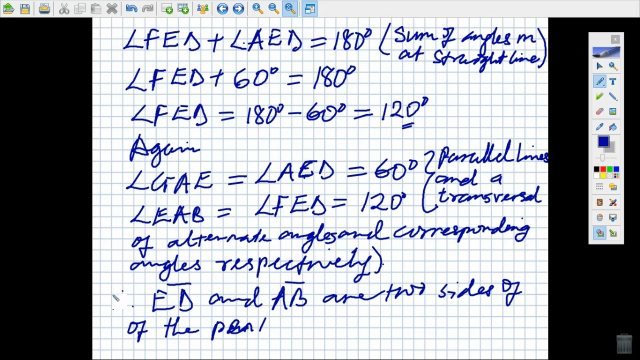 ∠FED + ∠AED = 180° (Sum of angles m at Straight line)
∠FED + 60° = 180°
∠FED = 180° - 60° = 120°
Again
∠GAE = ∠AED = 60° (Parallel lines
∠EAB = ∠FED = 120° and a transversal
of alternate angles and corresponding
angles respectively)
∴ ED and AB are two sides of
of the par